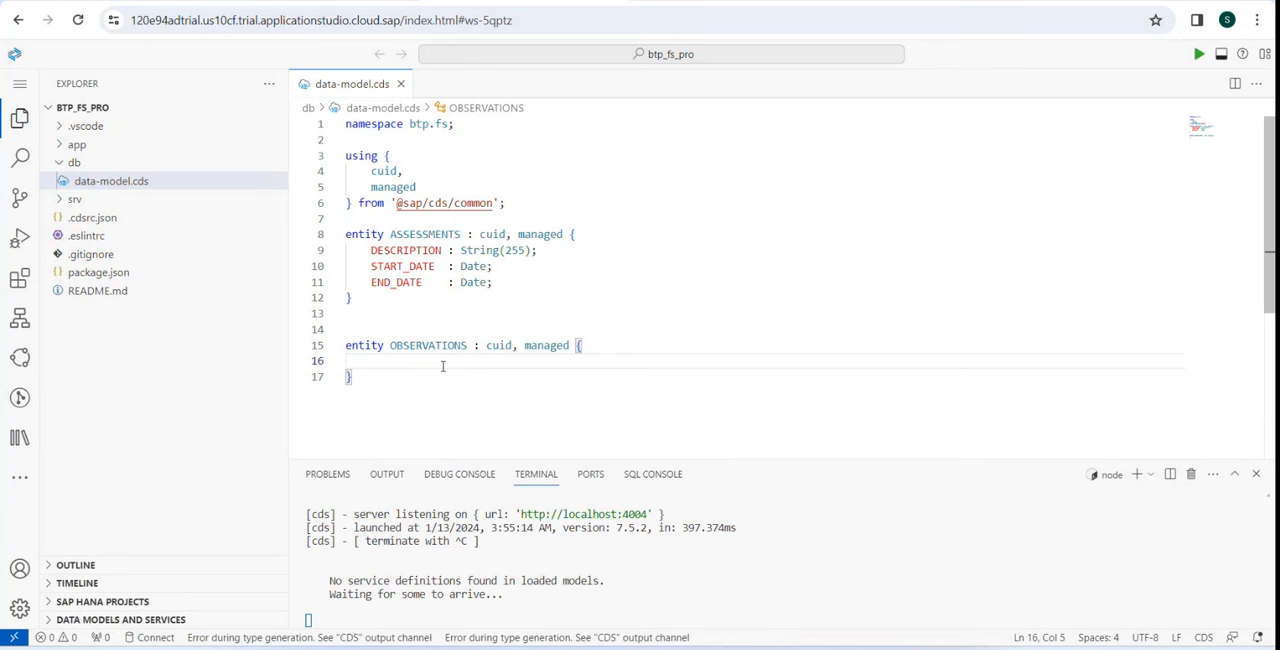 120e94adtrial.us10cf.trial.applicationstudio.cloud.sap/index.html#ws-5qptz
S
btp_fs_pro
EXPLORER
BTP_FS_PRO
.vscode
app
db
data-model.cds
srv
.cdsrc.json
.eslintrc
.gitignore
package.json
README.md
OUTLINE
TIMELINE
SAP HANA PROJECTS
DATA MODELS AND SERVICES
data-model.cds
db > data-model.cds > OBSERVATIONS
1 namespace btp.fs;
2
3 using {
4 cuid,
5 managed
6 } from '@sap/cds/common';
7
8 entity ASSESSMENTS : cuid, managed {
9 DESCRIPTION : String(255);
10 START_DATE : Date;
11 END_DATE : Date;
12 }
13
14
15 entity OBSERVATIONS : cuid, managed {
16
17 }
PROBLEMS OUTPUT DEBUG CONSOLE TERMINAL PORTS SQL CONSOLE
node
[cds] - server listening on { url: 'http://localhost:4004' }
[cds] - launched at 1/13/2024, 3:55:14 AM, version: 7.5.2, in: 397.374ms
[cds] - [ terminate with ^C ]
No service definitions found in loaded models.
Waiting for some to arrive...
0 0 0 Connect Error during type generation. See "CDS" output channel Error during type generation. See "CDS" output channel Ln 16, Col 5 Spaces: 4 UTF-8 LF CDS